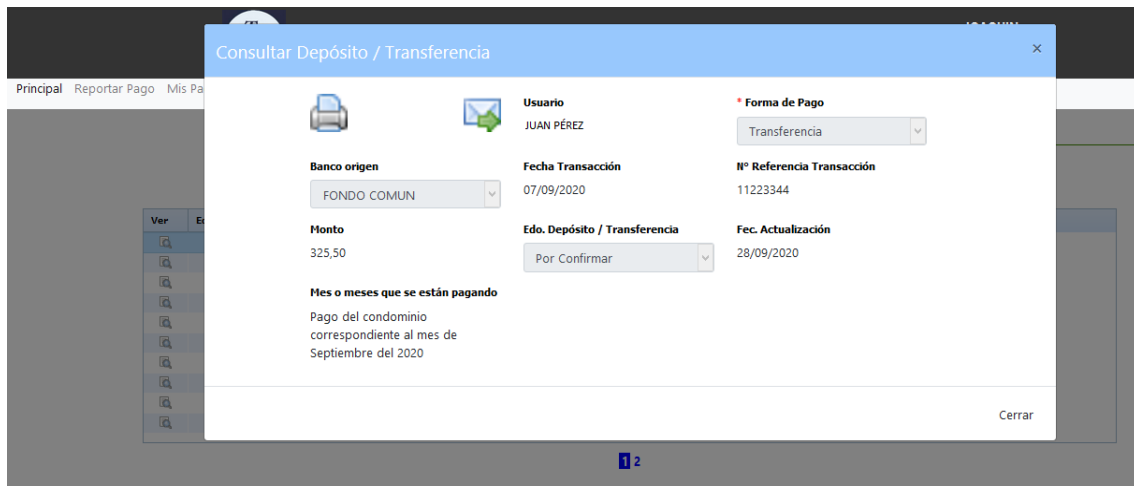 Consultar Depósito / Transferencia
×
Principal Reportar Pago Mis Pa
Usuario
JUAN PÉREZ
* Forma de Pago
Transferencia
Banco origen
FONDO COMUN
Fecha Transacción
07/09/2020
Nº Referencia Transacción
11223344
Monto
325,50
Edo. Depósito / Transferencia
Por Confirmar
Fec. Actualización
28/09/2020
Mes o meses que se están pagando
Pago del condominio
correspondiente al mes de
Septiembre del 2020
Cerrar
Ver
1 2